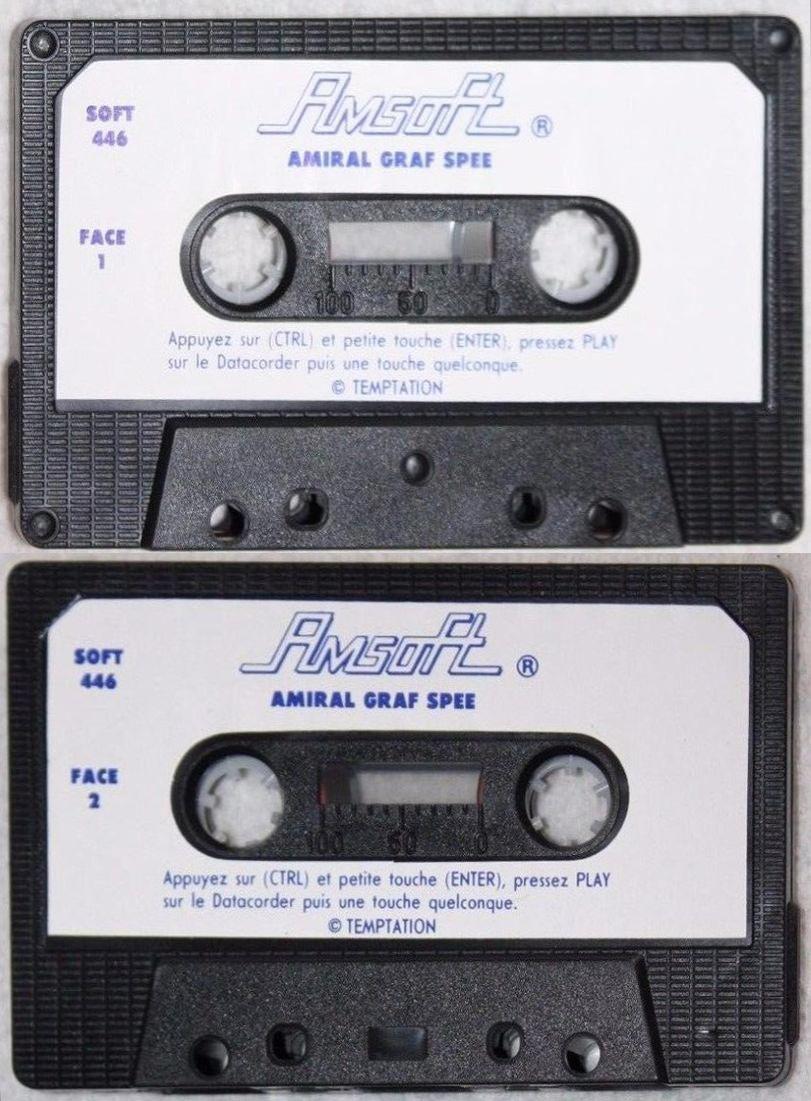 Amsoft ®
SOFT
446
AMIRAL GRAF SPEE
FACE
1
100 50 0
Appuyez sur (CTRL) et petite touche (ENTER), pressez PLAY
sur le Datacorder puis une touche quelconque.
© TEMPTATION
Amsoft ®
SOFT
446
AMIRAL GRAF SPEE
FACE
2
100 50 0
Appuyez sur (CTRL) et petite touche (ENTER), pressez PLAY
sur le Datacorder puis une touche quelconque.
© TEMPTATION